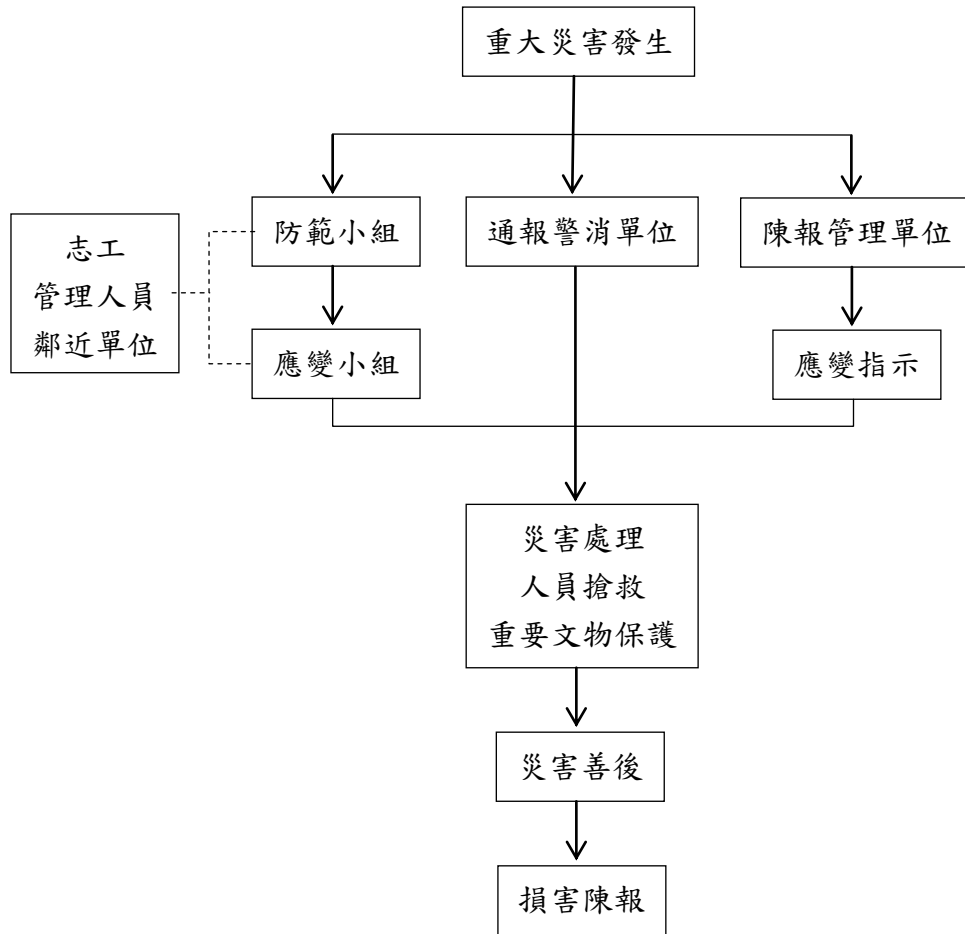 重大災害發生
防範小組
通報警消單位
陳報管理單位
志工
管理人員
鄰近單位
應變小組
應變指示
災害處理
人員搶救
重要文物保護
災害善後
損害陳報